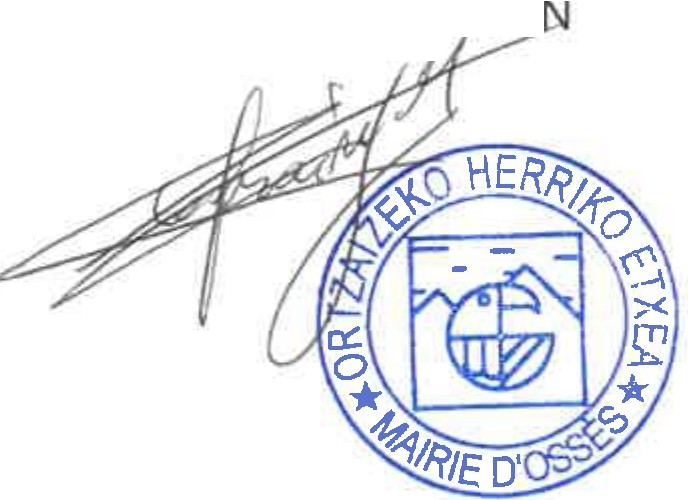 N
ORTZAIZEKO HERRIKO ETXEA
★ MAIRIE D'OSSÈS ★